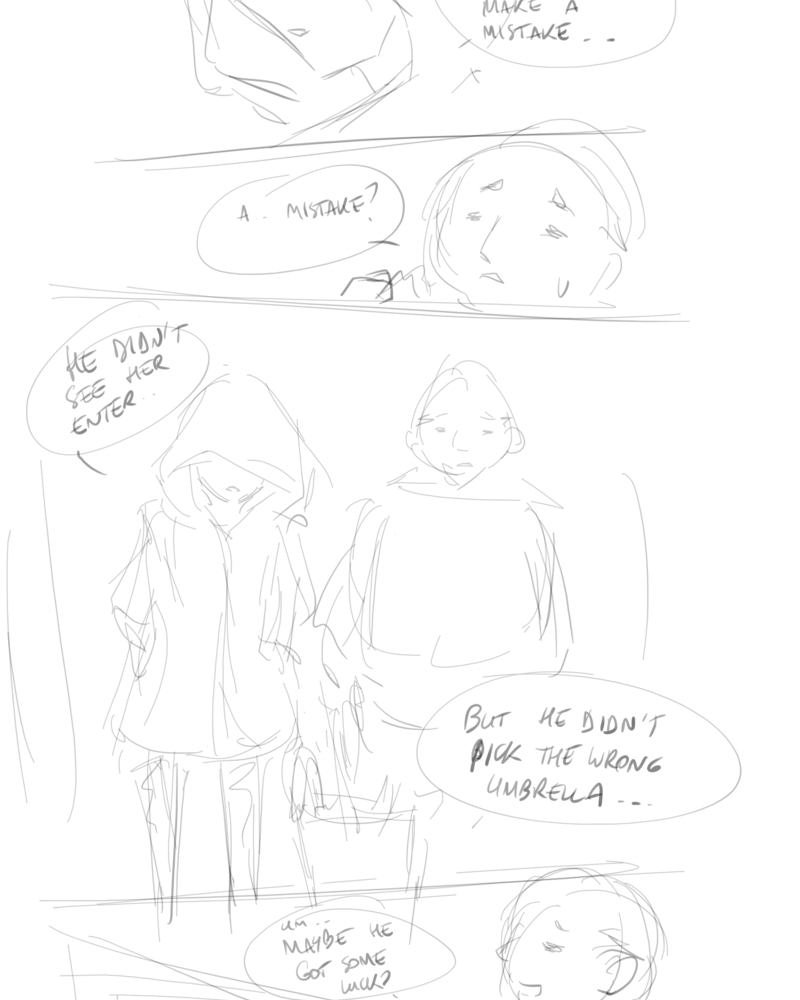 MAKE A
MISTAKE...
A.. MISTAKE?
HE DIDN'T
SEE HER
ENTER..
BUT HE DIDN'T
PICK THE WRONG
UMBRELLA...
UM...
MAYBE HE
GOT SOME
LUCK?